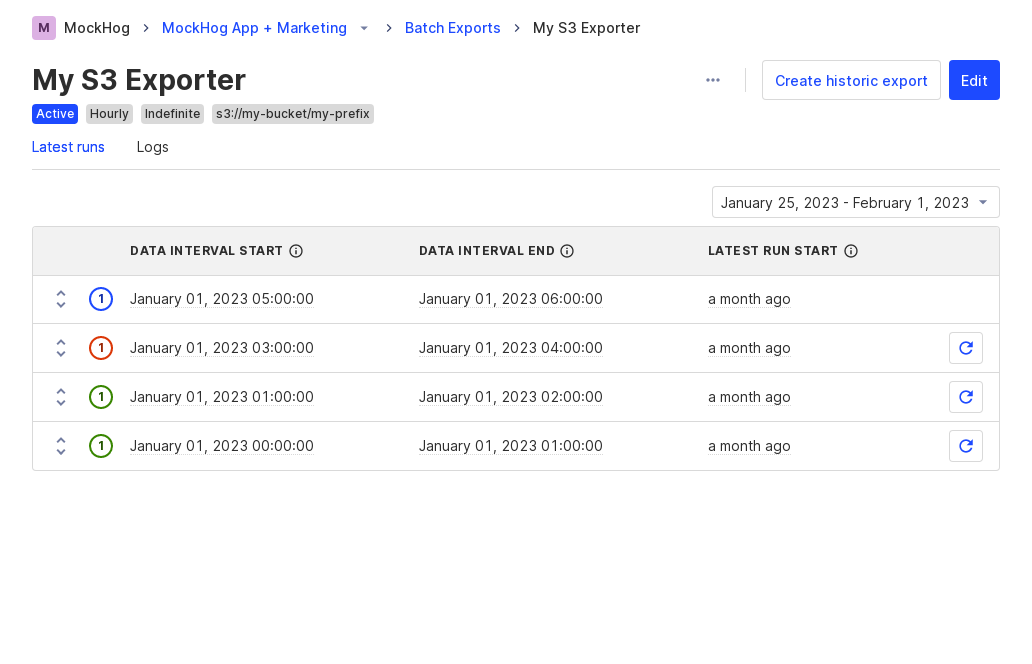 M MockHog MockHog App + Marketing Batch Exports My S3 Exporter
My S3 Exporter
Create historic export Edit
Active Hourly Indefinite s3://my-bucket/my-prefix
Latest runs Logs
January 25, 2023 - February 1, 2023
DATA INTERVAL START DATA INTERVAL END LATEST RUN START
1 January 01, 2023 05:00:00 January 01, 2023 06:00:00 a month ago
1 January 01, 2023 03:00:00 January 01, 2023 04:00:00 a month ago
1 January 01, 2023 01:00:00 January 01, 2023 02:00:00 a month ago
1 January 01, 2023 00:00:00 January 01, 2023 01:00:00 a month ago